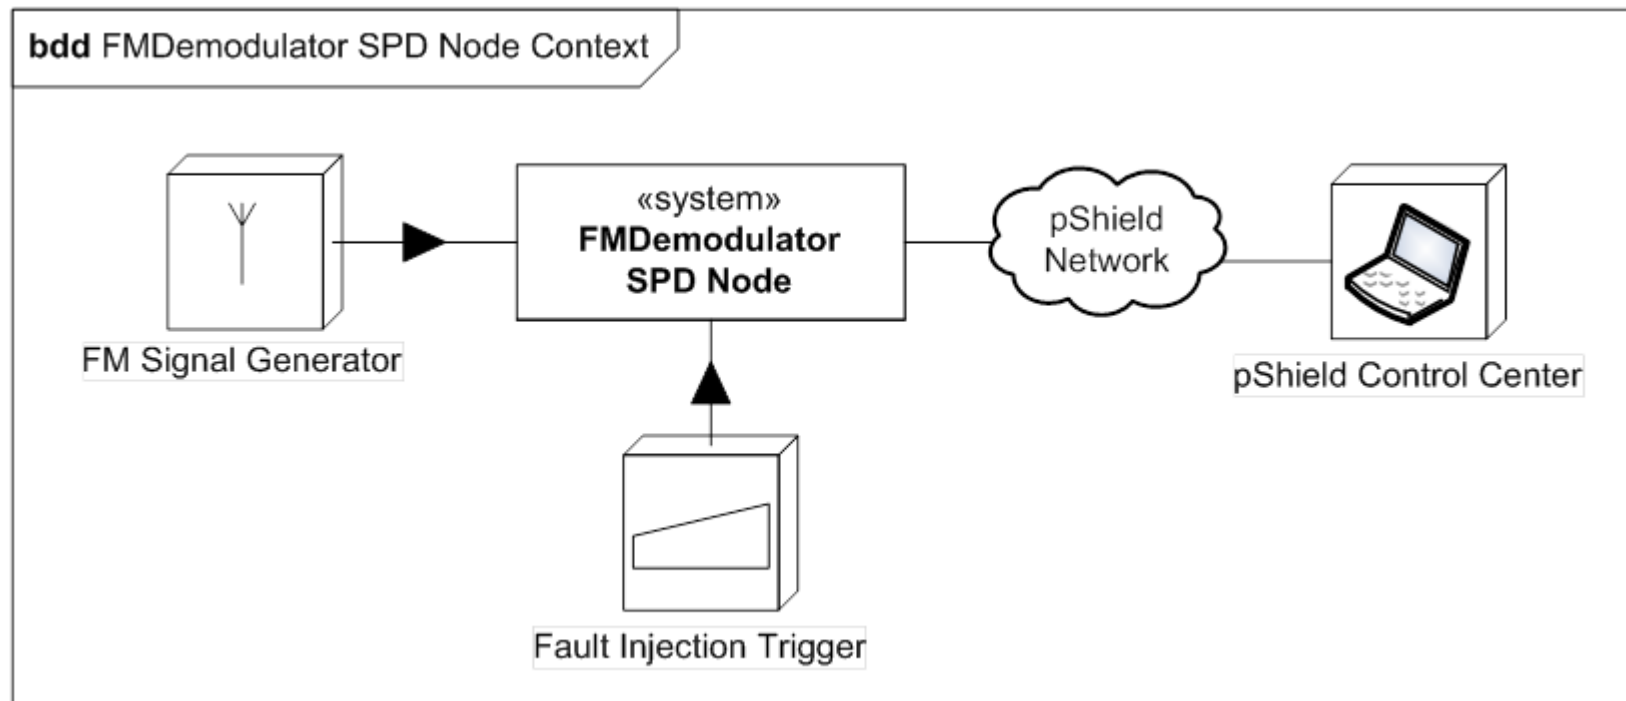 bdd FMDemodulator SPD Node Context
«system»
FMDemodulator
SPD Node
pShield
Network
FM Signal Generator
pShield Control Center
Fault Injection Trigger